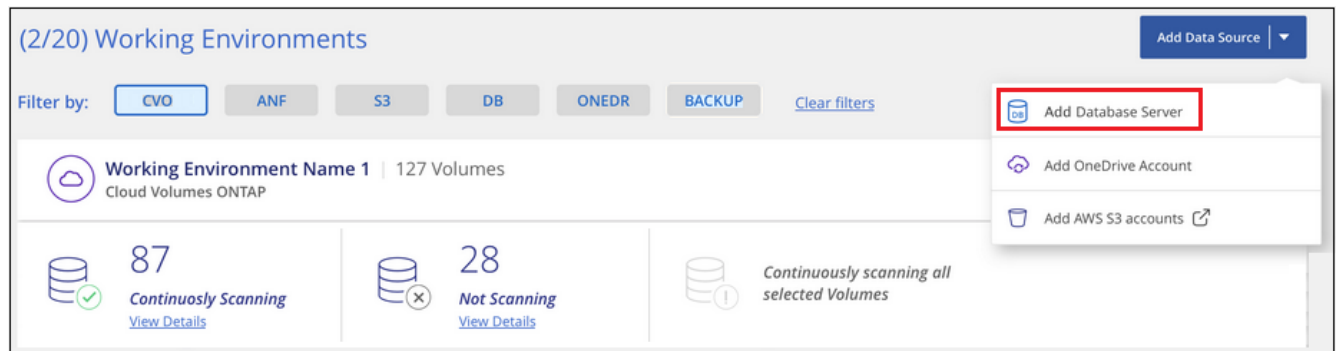 (2/20) Working Environments
Add Data Source
Filter by: CVO ANF S3 DB ONEDR BACKUP Clear filters
DB Add Database Server
Working Environment Name 1 | 127 Volumes
Cloud Volumes ONTAP
Add OneDrive Account
Add AWS S3 accounts
87
Continuosly Scanning
View Details
28
Not Scanning
View Details
Continuously scanning all
selected Volumes